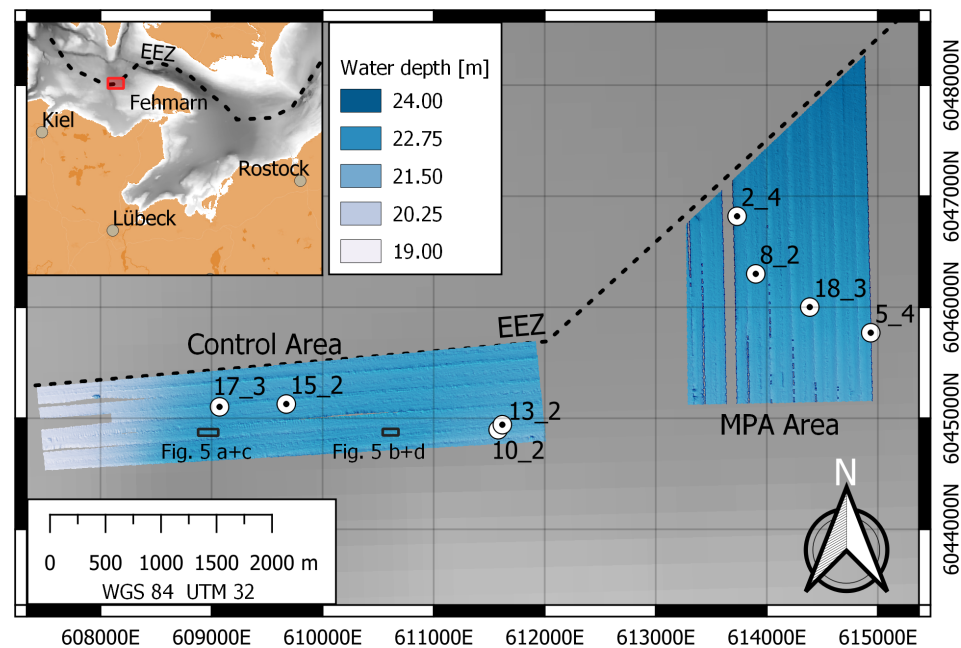 EEZ
Fehmarn
Kiel
Rostock
Lübeck
Water depth [m]
24.00
22.75
21.50
20.25
19.00
2_4
8_2
18_3
5_4
MPA Area
EEZ
Control Area
17_3
15_2
13_2
10_2
Fig. 5 a+c
Fig. 5 b+d
0 500 1000 1500 2000 m
WGS 84 UTM 32
N
6048000N
6047000N
6046000N
6045000N
6044000N
608000E 609000E 610000E 611000E 612000E 613000E 614000E 615000E